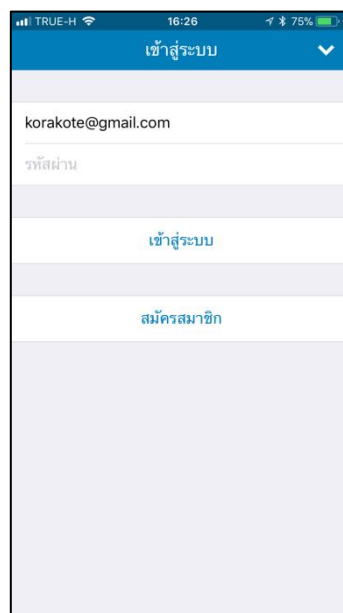 TRUE-H 16:26 75%
เข้าสู่ระบบ
korakote@gmail.com
รหัสผ่าน
เข้าสู่ระบบ
สมัครสมาชิก